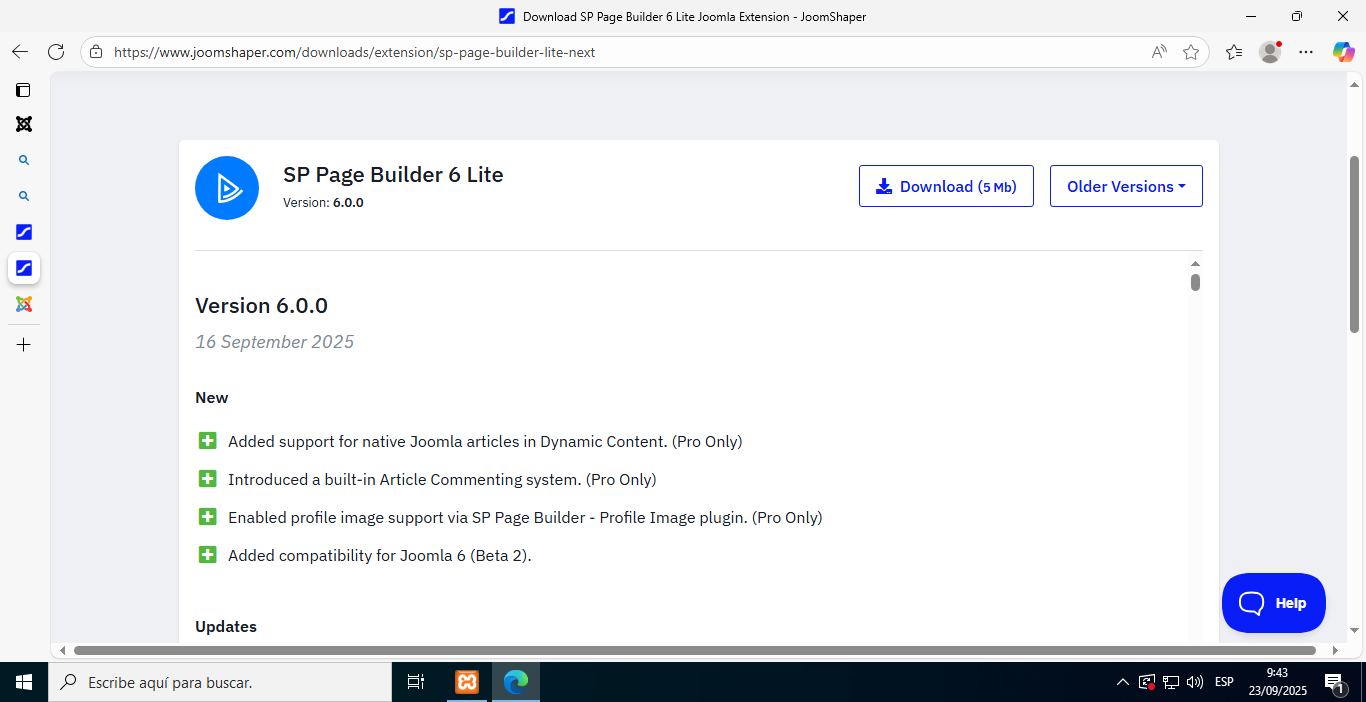 Download SP Page Builder 6 Lite Joomla Extension - JoomShaper
https://www.joomshaper.com/downloads/extension/sp-page-builder-lite-next
SP Page Builder 6 Lite
Version: 6.0.0
Download (5 Mb)
Older Versions
Version 6.0.0
16 September 2025
New
Added support for native Joomla articles in Dynamic Content. (Pro Only)
Introduced a built-in Article Commenting system. (Pro Only)
Enabled profile image support via SP Page Builder - Profile Image plugin. (Pro Only)
Added compatibility for Joomla 6 (Beta 2).
Updates
Help
Escribe aquí para buscar.
ESP
9:43
23/09/2025
1